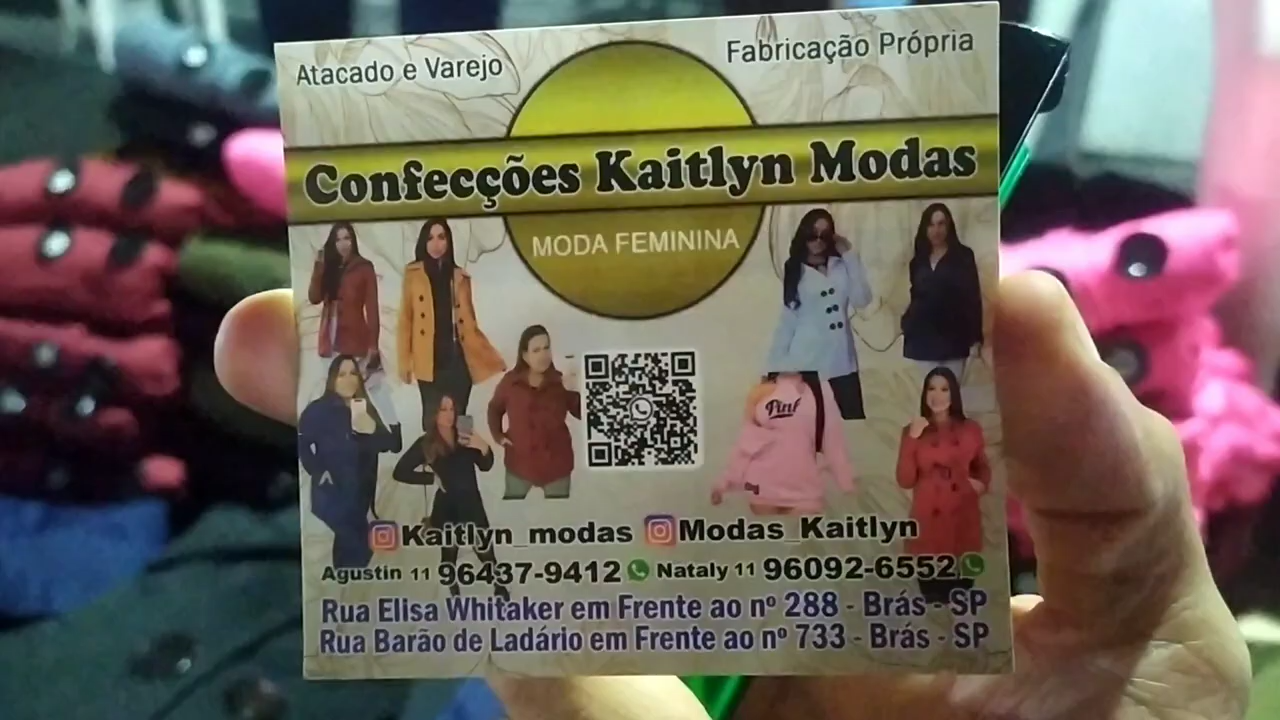 Atacado e Varejo
Fabricação Própria
Confecções Kaitlyn Modas
MODA FEMININA
Pink
Kaitlyn_modas Modas_Kaitlyn
Agustin 11 96437-9412 Nataly 11 96092-6552
Rua Elisa Whitaker em Frente ao nº 288 - Brás - SP
Rua Barão de Ladário em Frente ao nº 733 - Brás - SP